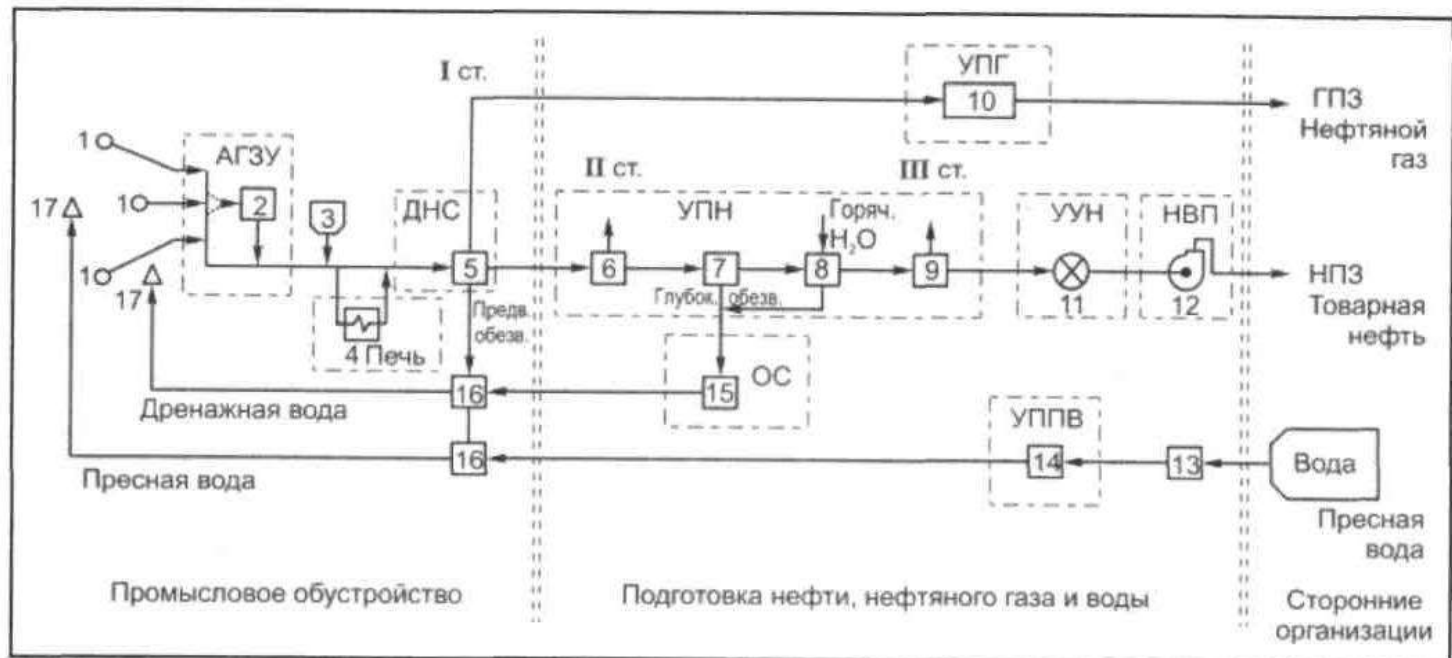 I ст.
УПГ
10
ГПЗ
Нефтяной
газ
1
АГЗУ
II ст.
III ст.
17
1
2
3
ДНС
УПН
Горяч.
H₂O
УУН
НВП
1
17
5
6
7
8
9
11
12
НПЗ
Товарная
нефть
Предв.
обезв.
Глубок. обезв.
4 Печь
16
15
ОС
Дренажная вода
УППВ
16
14
13
Вода
Пресная вода
Пресная
вода
Промысловое обустройство
Подготовка нефти, нефтяного газа и воды
Сторонние
организации